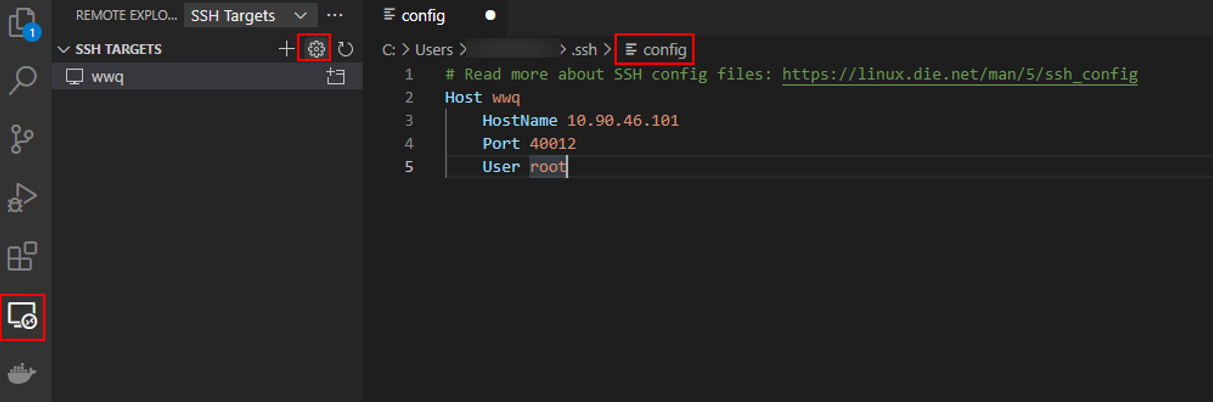 REMOTE EXPLO... SSH Targets
SSH TARGETS
wwq
1
config
C: > Users > > .ssh > config
1 # Read more about SSH config files: https://linux.die.net/man/5/ssh_config
2 Host wwq
3 HostName 10.90.46.101
4 Port 40012
5 User root